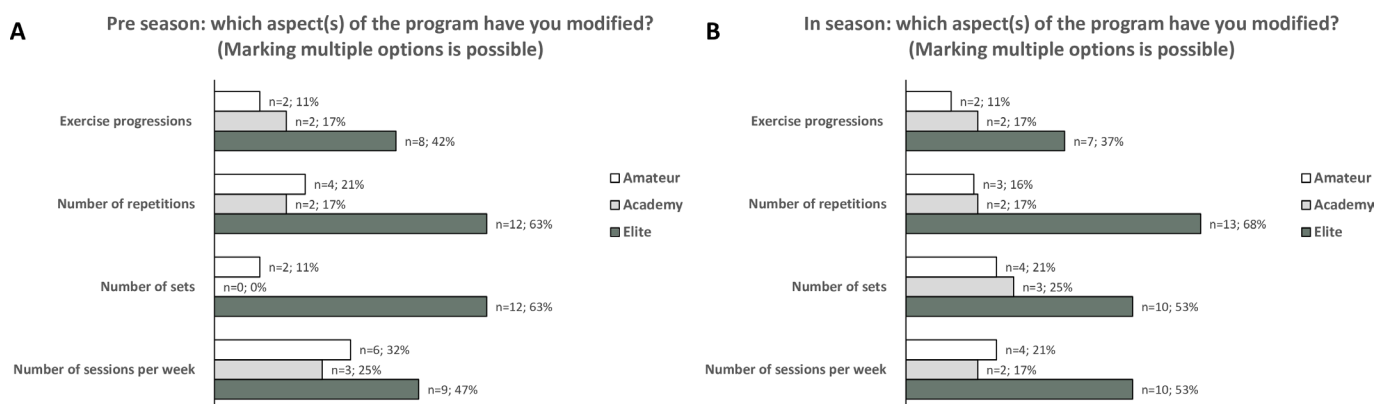 A
Pre season: which aspect(s) of the program have you modified?
(Marking multiple options is possible)
Exercise progressions
n=2; 11%
n=2; 17%
n=8; 42%
Number of repetitions
n=4; 21%
n=2; 17%
n=12; 63%
Number of sets
n=2; 11%
n=0; 0%
n=12; 63%
Number of sessions per week
n=6; 32%
n=3; 25%
n=9; 47%
Amateur
Academy
Elite
B
In season: which aspect(s) of the program have you modified?
(Marking multiple options is possible)
Exercise progressions
n=2; 11%
n=2; 17%
n=7; 37%
Number of repetitions
n=3; 16%
n=2; 17%
n=13; 68%
Number of sets
n=4; 21%
n=3; 25%
n=10; 53%
Number of sessions per week
n=4; 21%
n=2; 17%
n=10; 53%
Amateur
Academy
Elite